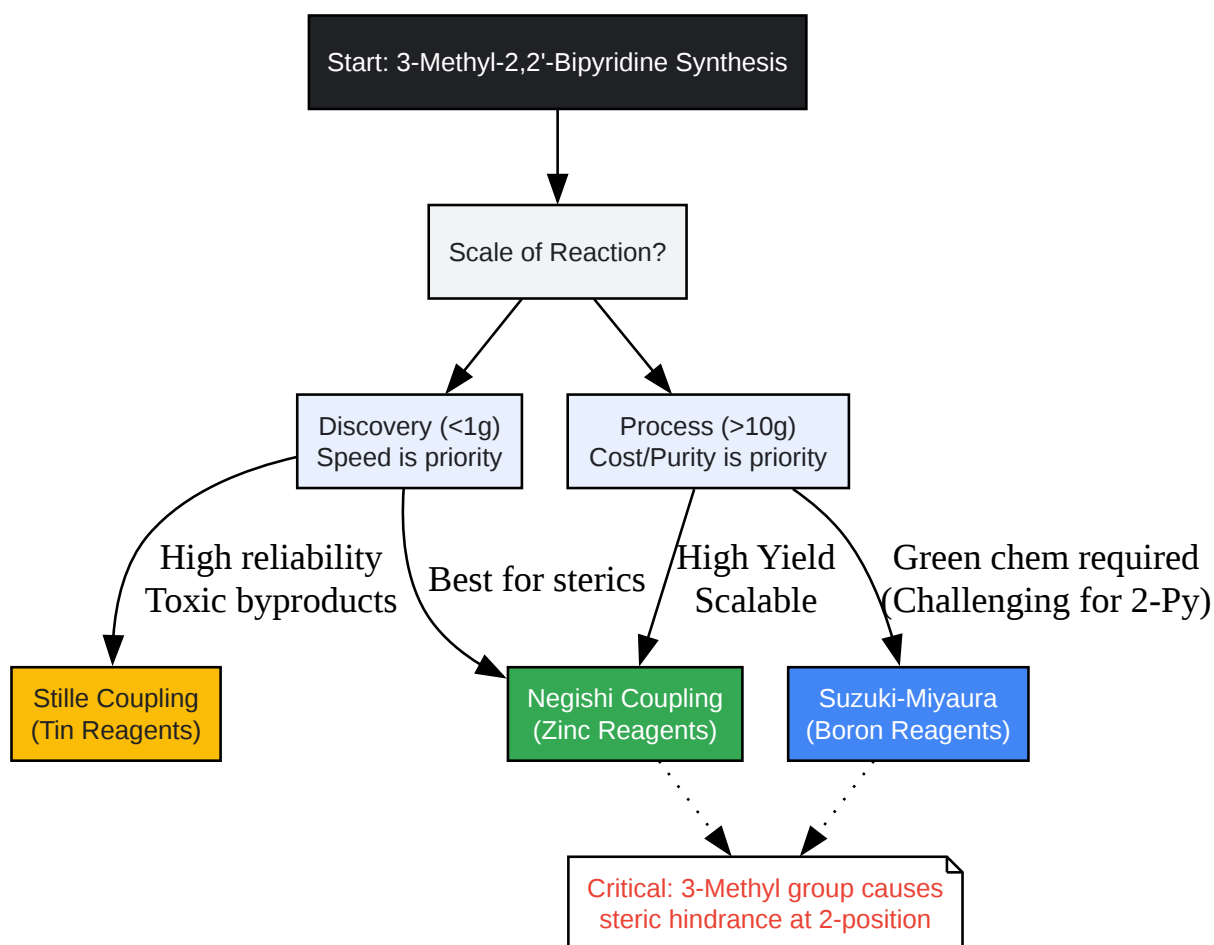 Start: 3-Methyl-2,2'-Bipyridine Synthesis
Scale of Reaction?
Discovery (<1g)
Speed is priority
Process (>10g)
Cost/Purity is priority
High reliability
Toxic byproducts
Best for sterics
High Yield
Scalable
Green chem required
(Challenging for 2-Py)
Stille Coupling
(Tin Reagents)
Negishi Coupling
(Zinc Reagents)
Suzuki-Miyaura
(Boron Reagents)
Critical: 3-Methyl group causes
steric hindrance at 2-position